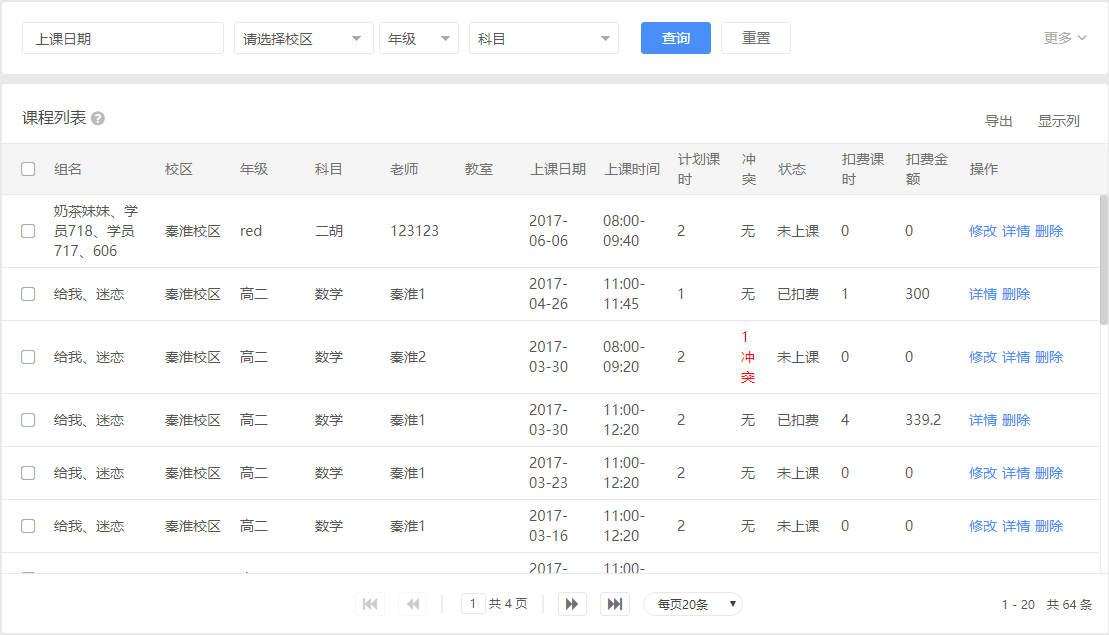 上课日期 请选择校区 年级 科目 查询 重置 更多
课程列表 ? 导出 显示列
组名 校区 年级 科目 老师 教室 上课日期 上课时间 计划课时 冲突 状态 扣费课时 扣费金额 操作
奶茶妹妹、学员718、学员717、606 秦淮校区 red 二胡 123123 2017-06-06 08:00-09:40 2 无 未上课 0 0 修改 详情 删除
给我、迷恋 秦淮校区 高二 数学 秦淮1 2017-04-26 11:00-11:45 1 无 已扣费 1 300 详情 删除
给我、迷恋 秦淮校区 高二 数学 秦淮2 2017-03-30 08:00-09:20 2 1冲突 未上课 0 0 修改 详情 删除
给我、迷恋 秦淮校区 高二 数学 秦淮1 2017-03-30 11:00-12:20 2 无 已扣费 4 339.2 详情 删除
给我、迷恋 秦淮校区 高二 数学 秦淮1 2017-03-23 11:00-12:20 2 无 未上课 0 0 修改 详情 删除
给我、迷恋 秦淮校区 高二 数学 秦淮1 2017-03-16 11:00-12:20 2 无 未上课 0 0 修改 详情 删除
2017- 11:00-
1 共 4 页 每页20条 1 - 20 共 64 条